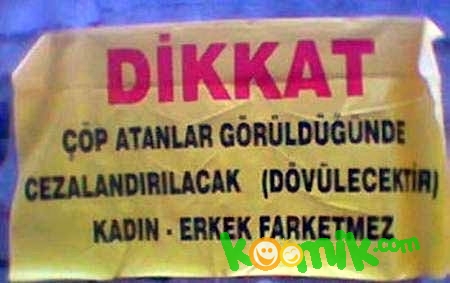 DİKKAT
ÇÖP ATANLAR GÖRÜLDÜĞÜNDE
CEZALANDIRILACAK (DÖVÜLECEKTİR)
KADIN - ERKEK FARKETMEZ
koomik.com